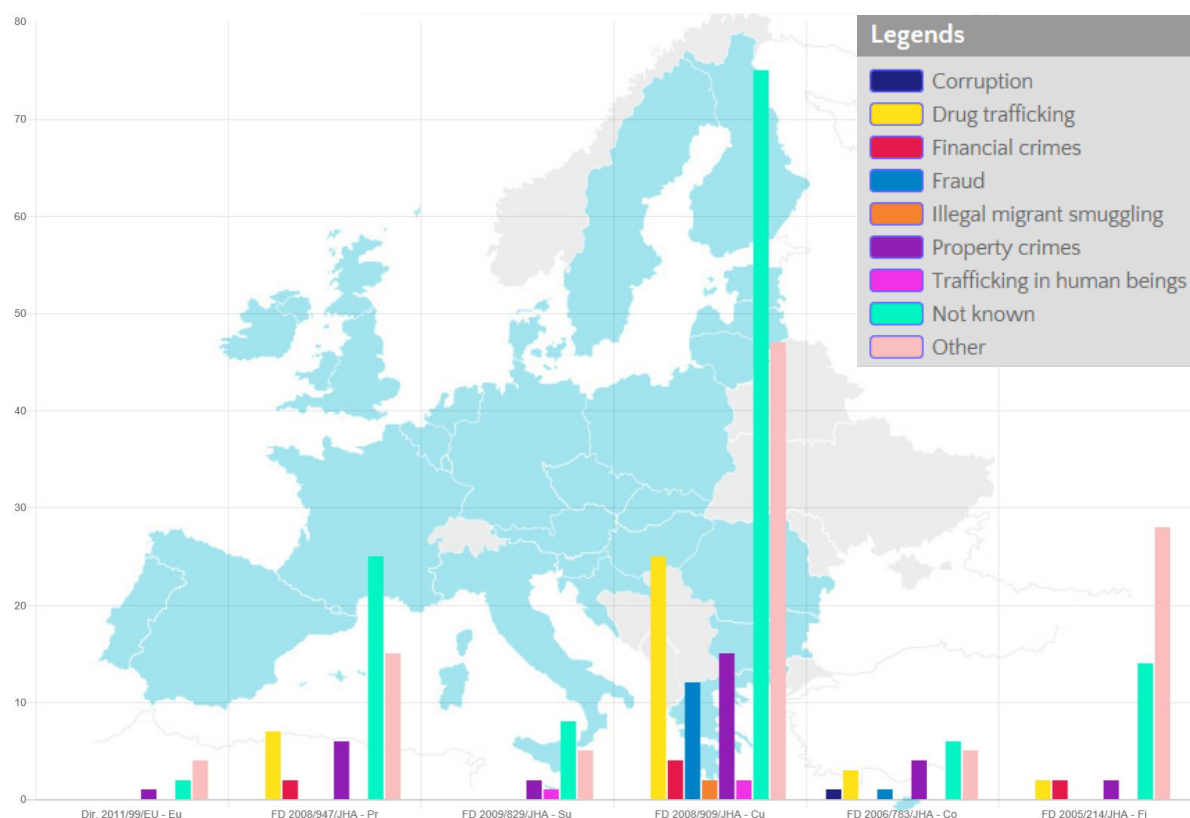 80
70
60
50
40
30
20
10
0
Legends
Corruption
Drug trafficking
Financial crimes
Fraud
Illegal migrant smuggling
Property crimes
Trafficking in human beings
Not known
Other
Dir. 2011/99/EU - Eu
FD 2008/947/JHA - Pr
FD 2009/829/JHA - Su
FD 2008/909/JHA - Cu
FD 2006/783/JHA - Co
FD 2005/214/JHA - Fi